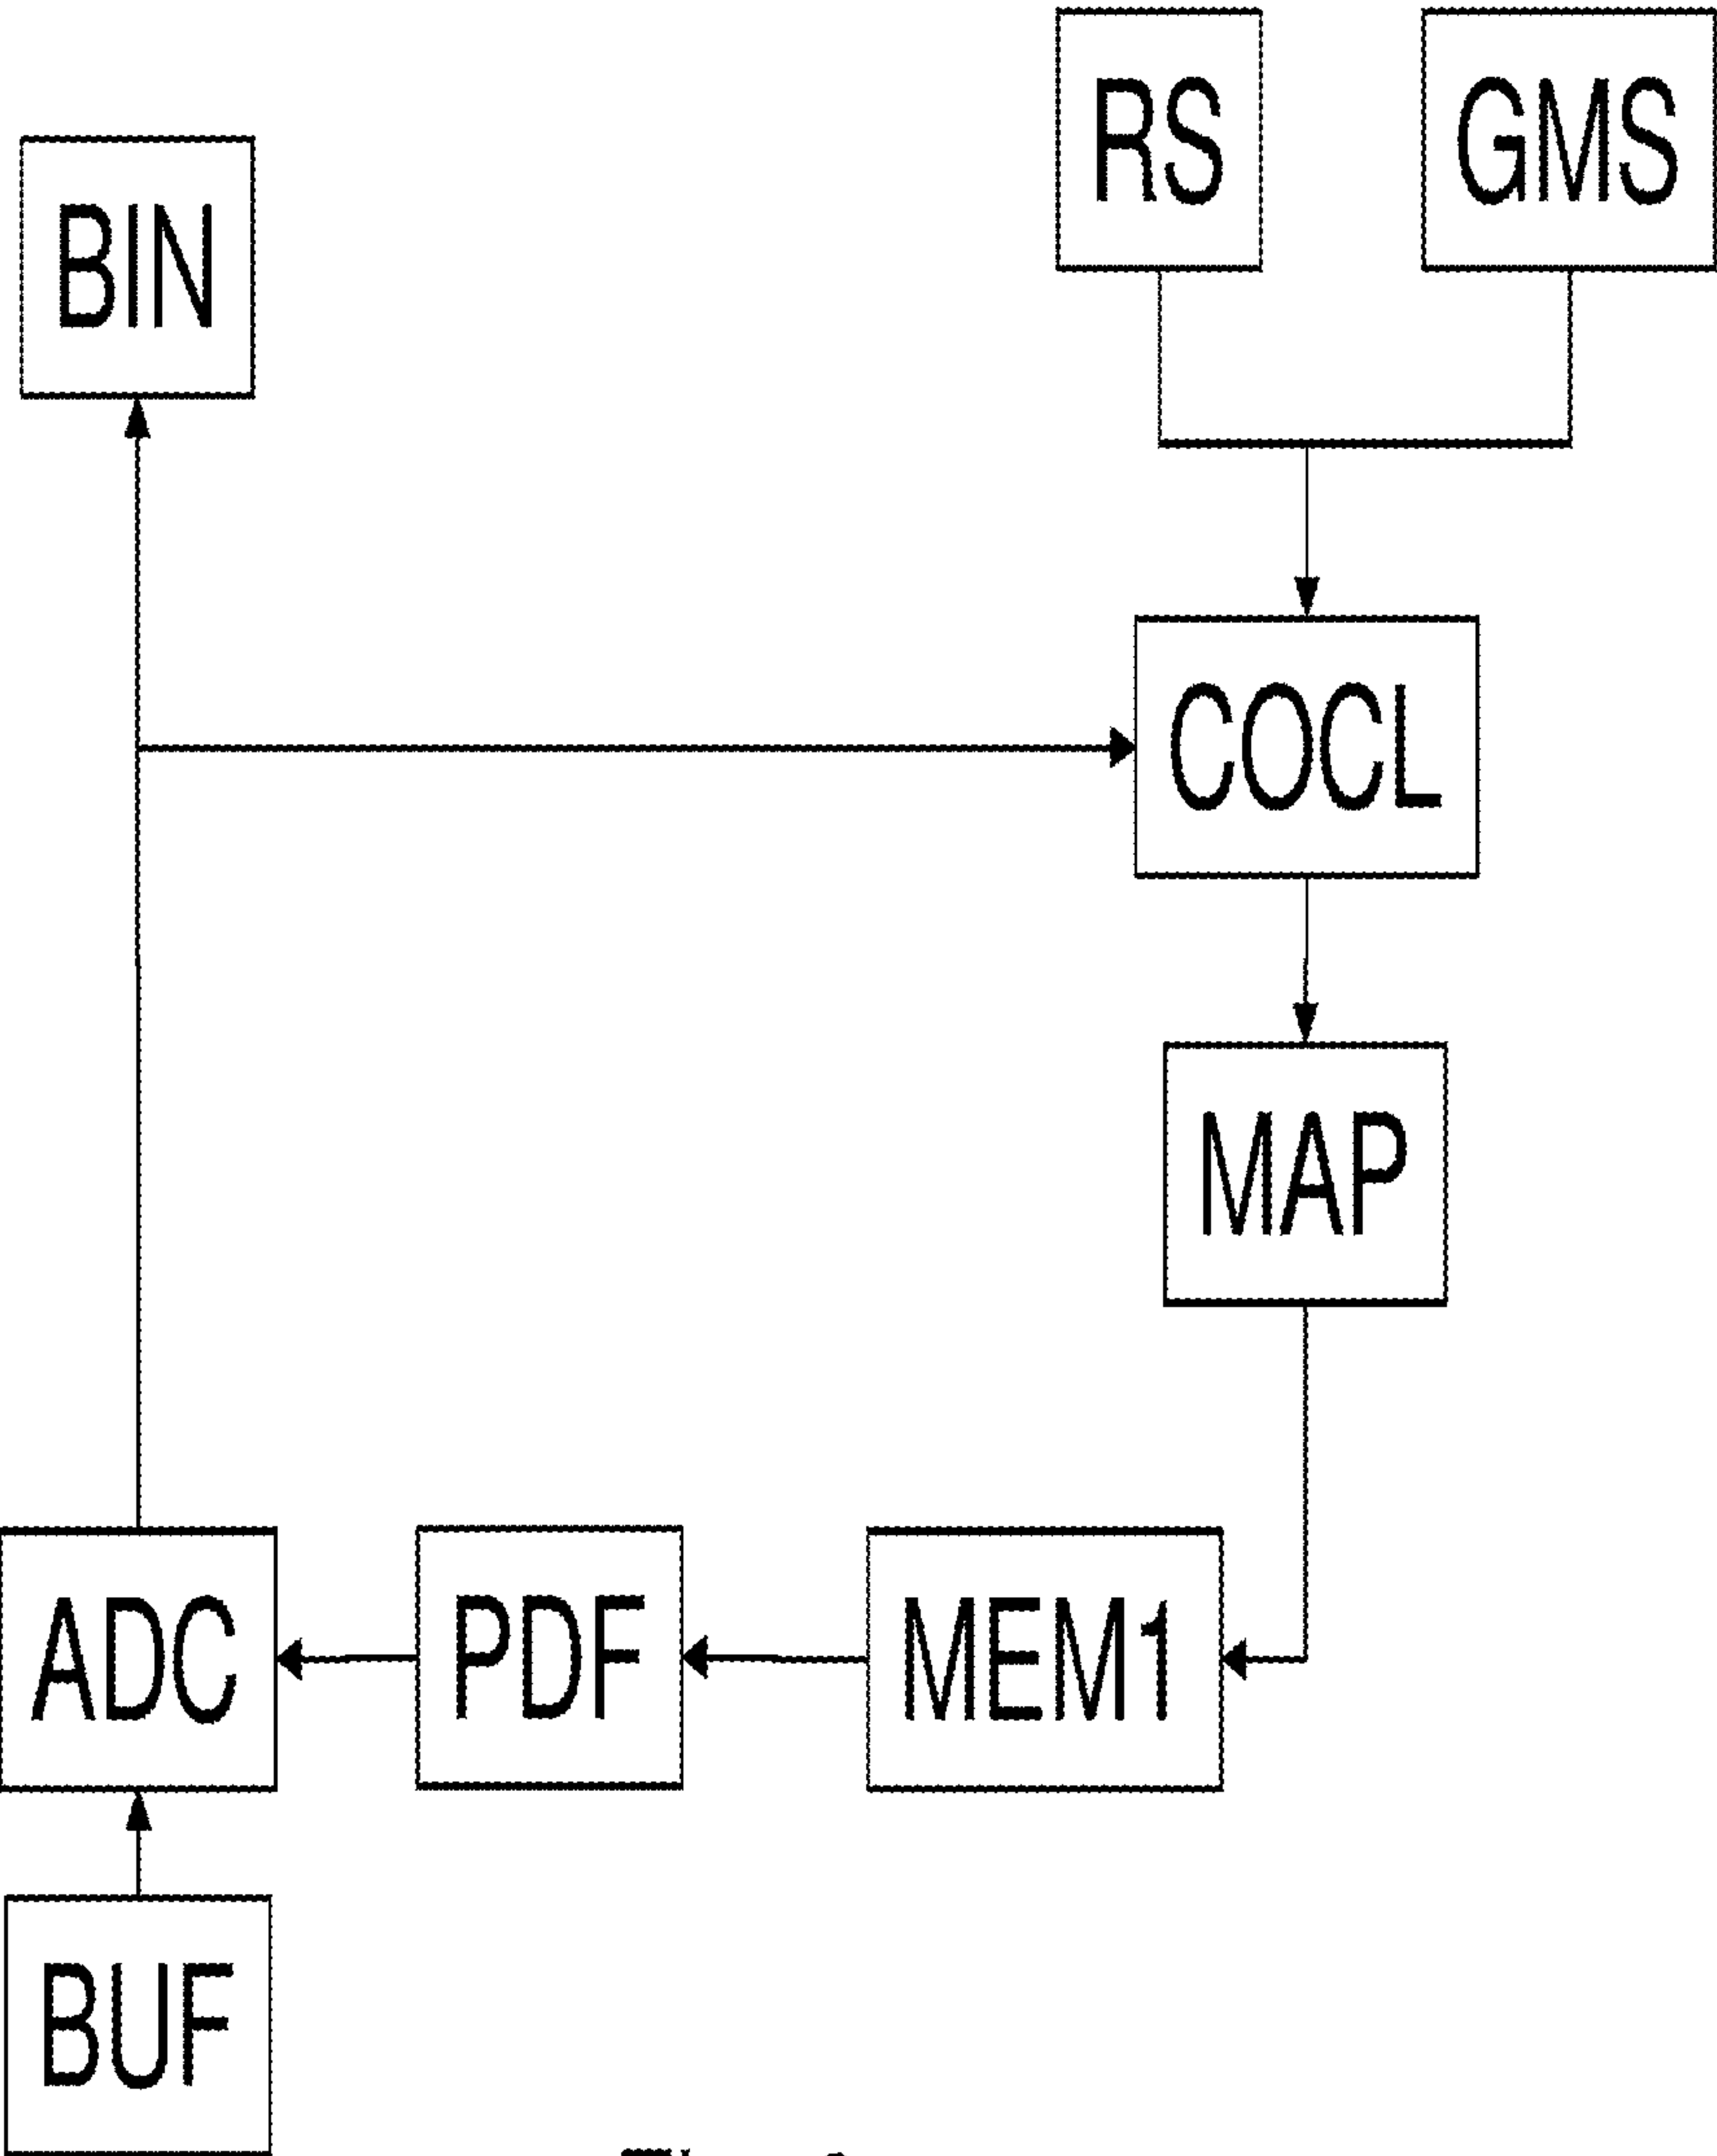 RS
GMS
BIN
COCL
MAP
ADC
PDF
MEM1
BUF